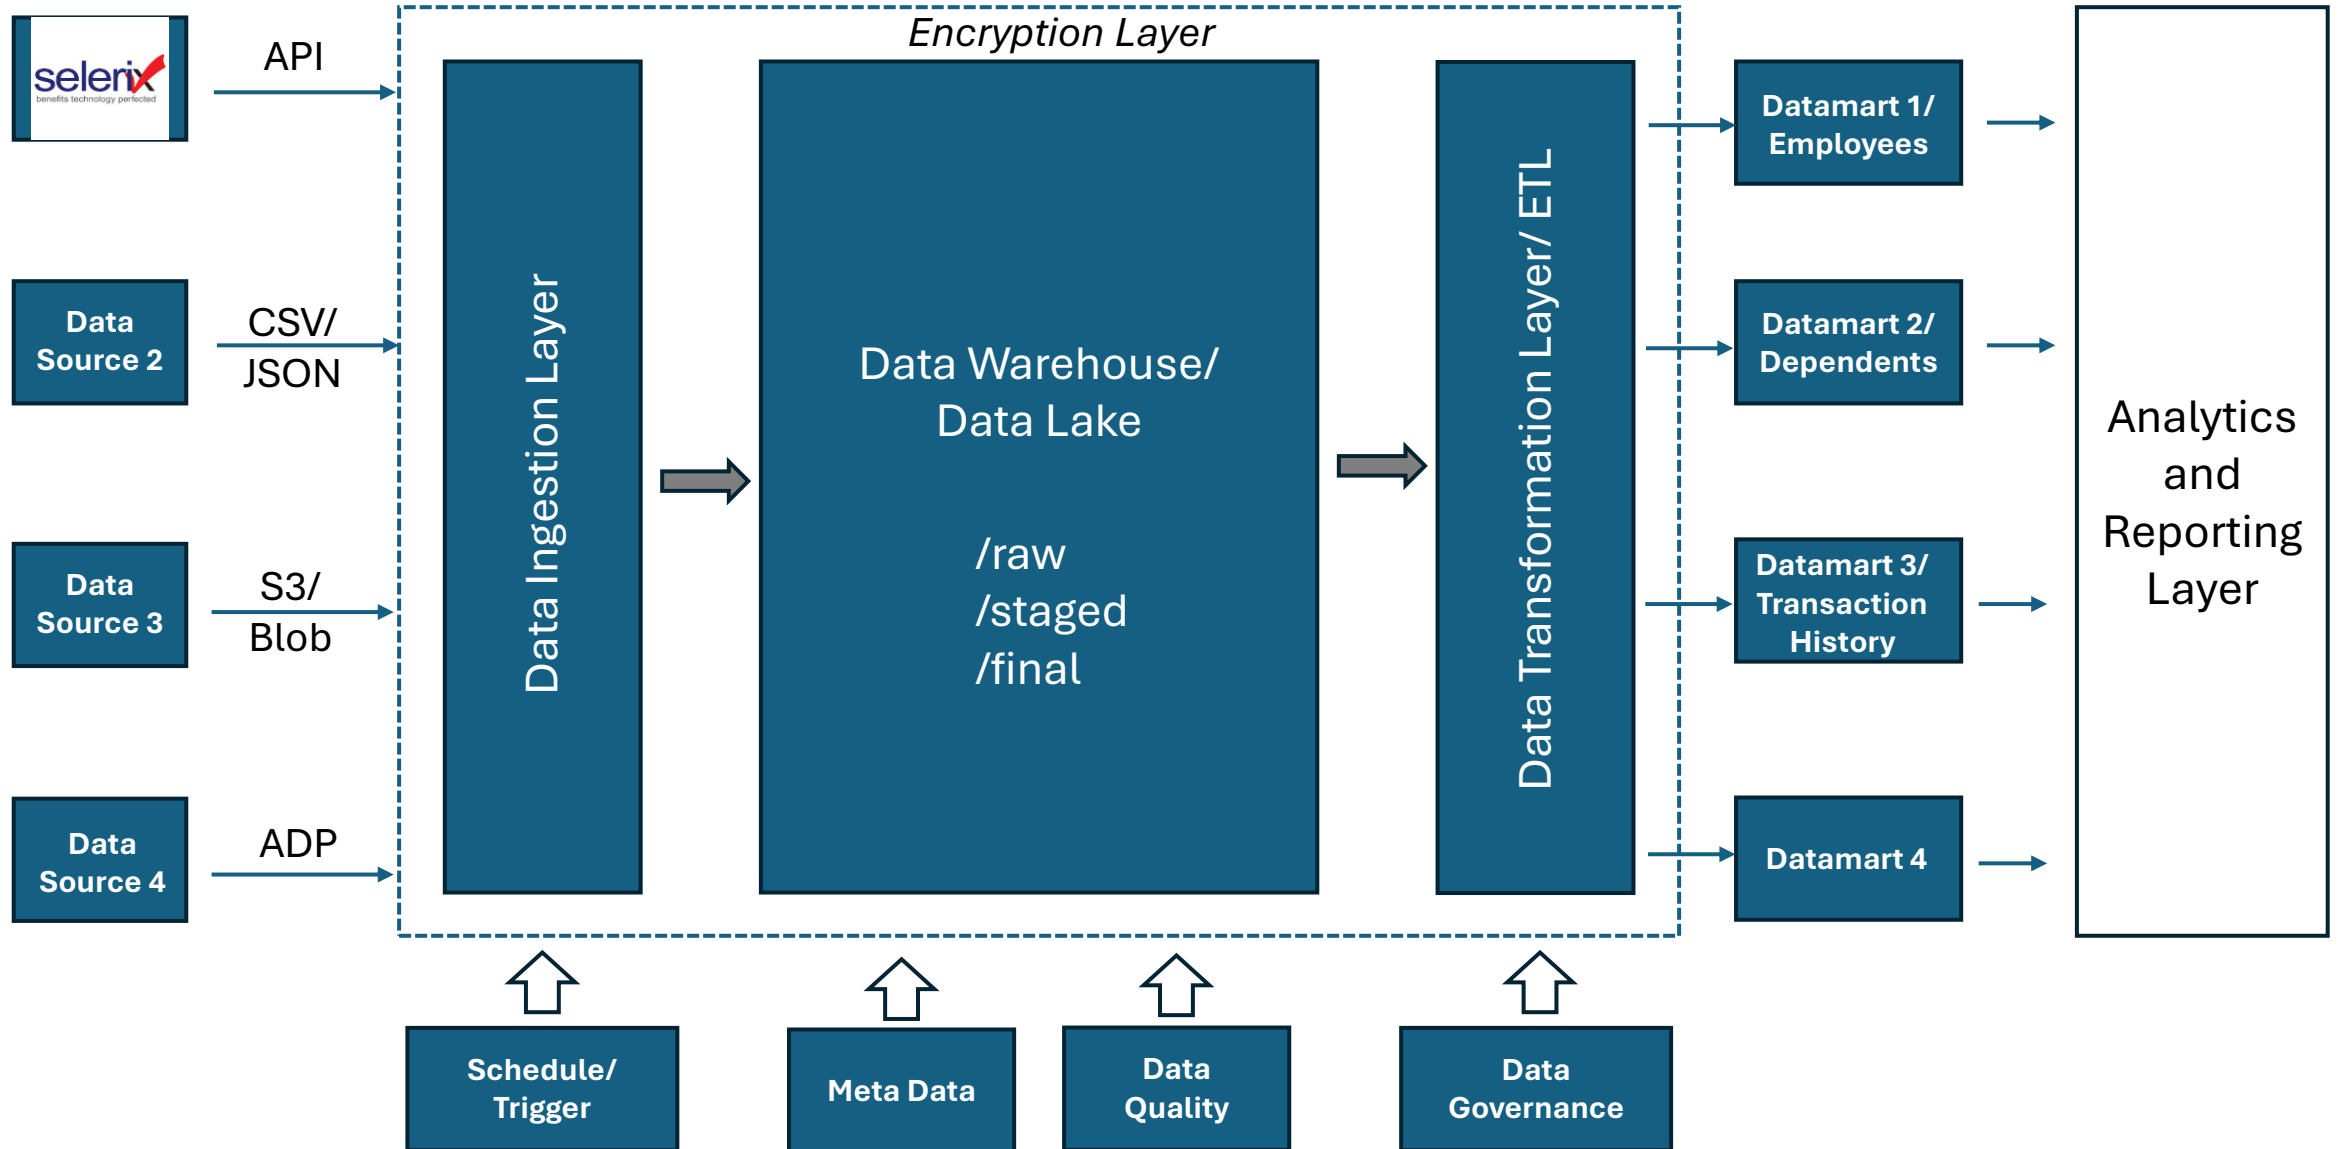 Encryption Layer
selerix
benefits technology perfected
API
Data
Source 2
CSV/
JSON
Data
Source 3
S3/
Blob
Data
Source 4
ADP
Data Ingestion Layer
Data Warehouse/
Data Lake
/raw
/staged
/final
Data Transformation Layer/ ETL
Datamart 1/
Employees
Datamart 2/
Dependents
Datamart 3/
Transaction
History
Datamart 4
Analytics
and
Reporting
Layer
Schedule/
Trigger
Meta Data
Data
Quality
Data
Governance